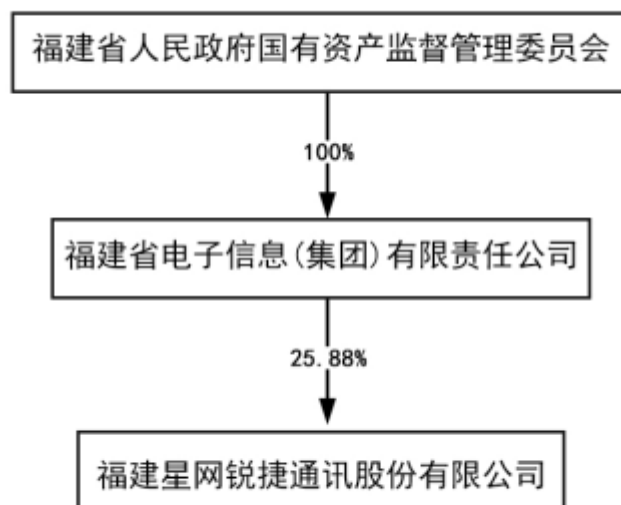 福建省人民政府国有资产监督管理委员会
100%
福建省电子信息(集团)有限责任公司
25.88%
福建星网锐捷通讯股份有限公司